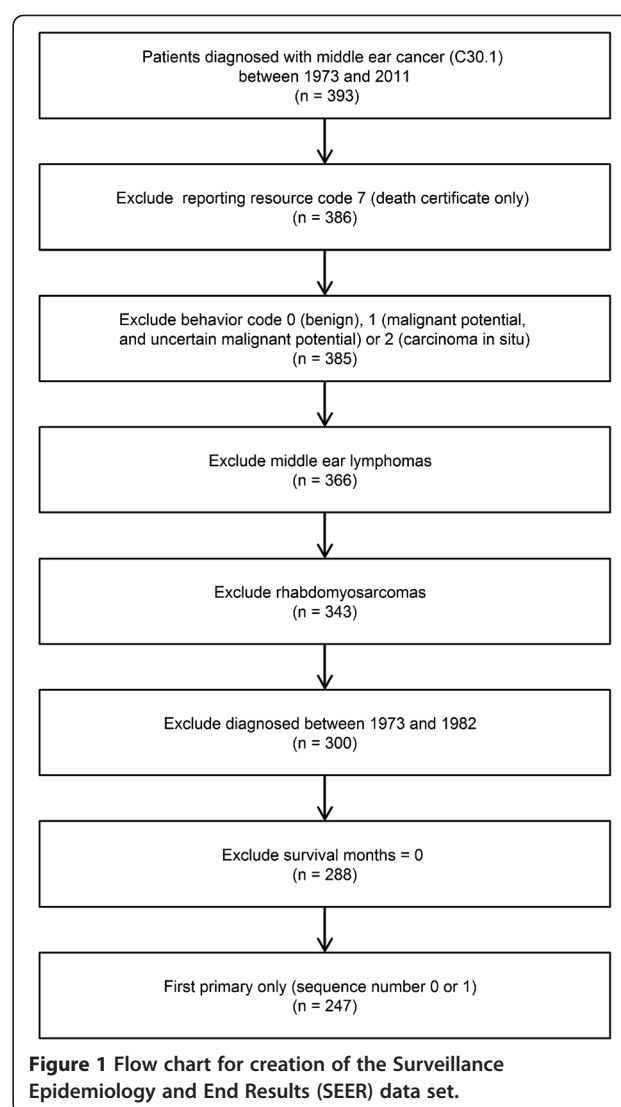 Patients diagnosed with middle ear cancer (C30.1)
between 1973 and 2011
(n = 393)
Exclude reporting resource code 7 (death certificate only)
(n = 386)
Exclude behavior code 0 (benign), 1 (malignant potential,
and uncertain malignant potential) or 2 (carcinoma in situ)
(n = 385)
Exclude middle ear lymphomas
(n = 366)
Exclude rhabdomyosarcomas
(n = 343)
Exclude diagnosed between 1973 and 1982
(n = 300)
Exclude survival months = 0
(n = 288)
First primary only (sequence number 0 or 1)
(n = 247)
Figure 1 Flow chart for creation of the Surveillance
Epidemiology and End Results (SEER) data set.